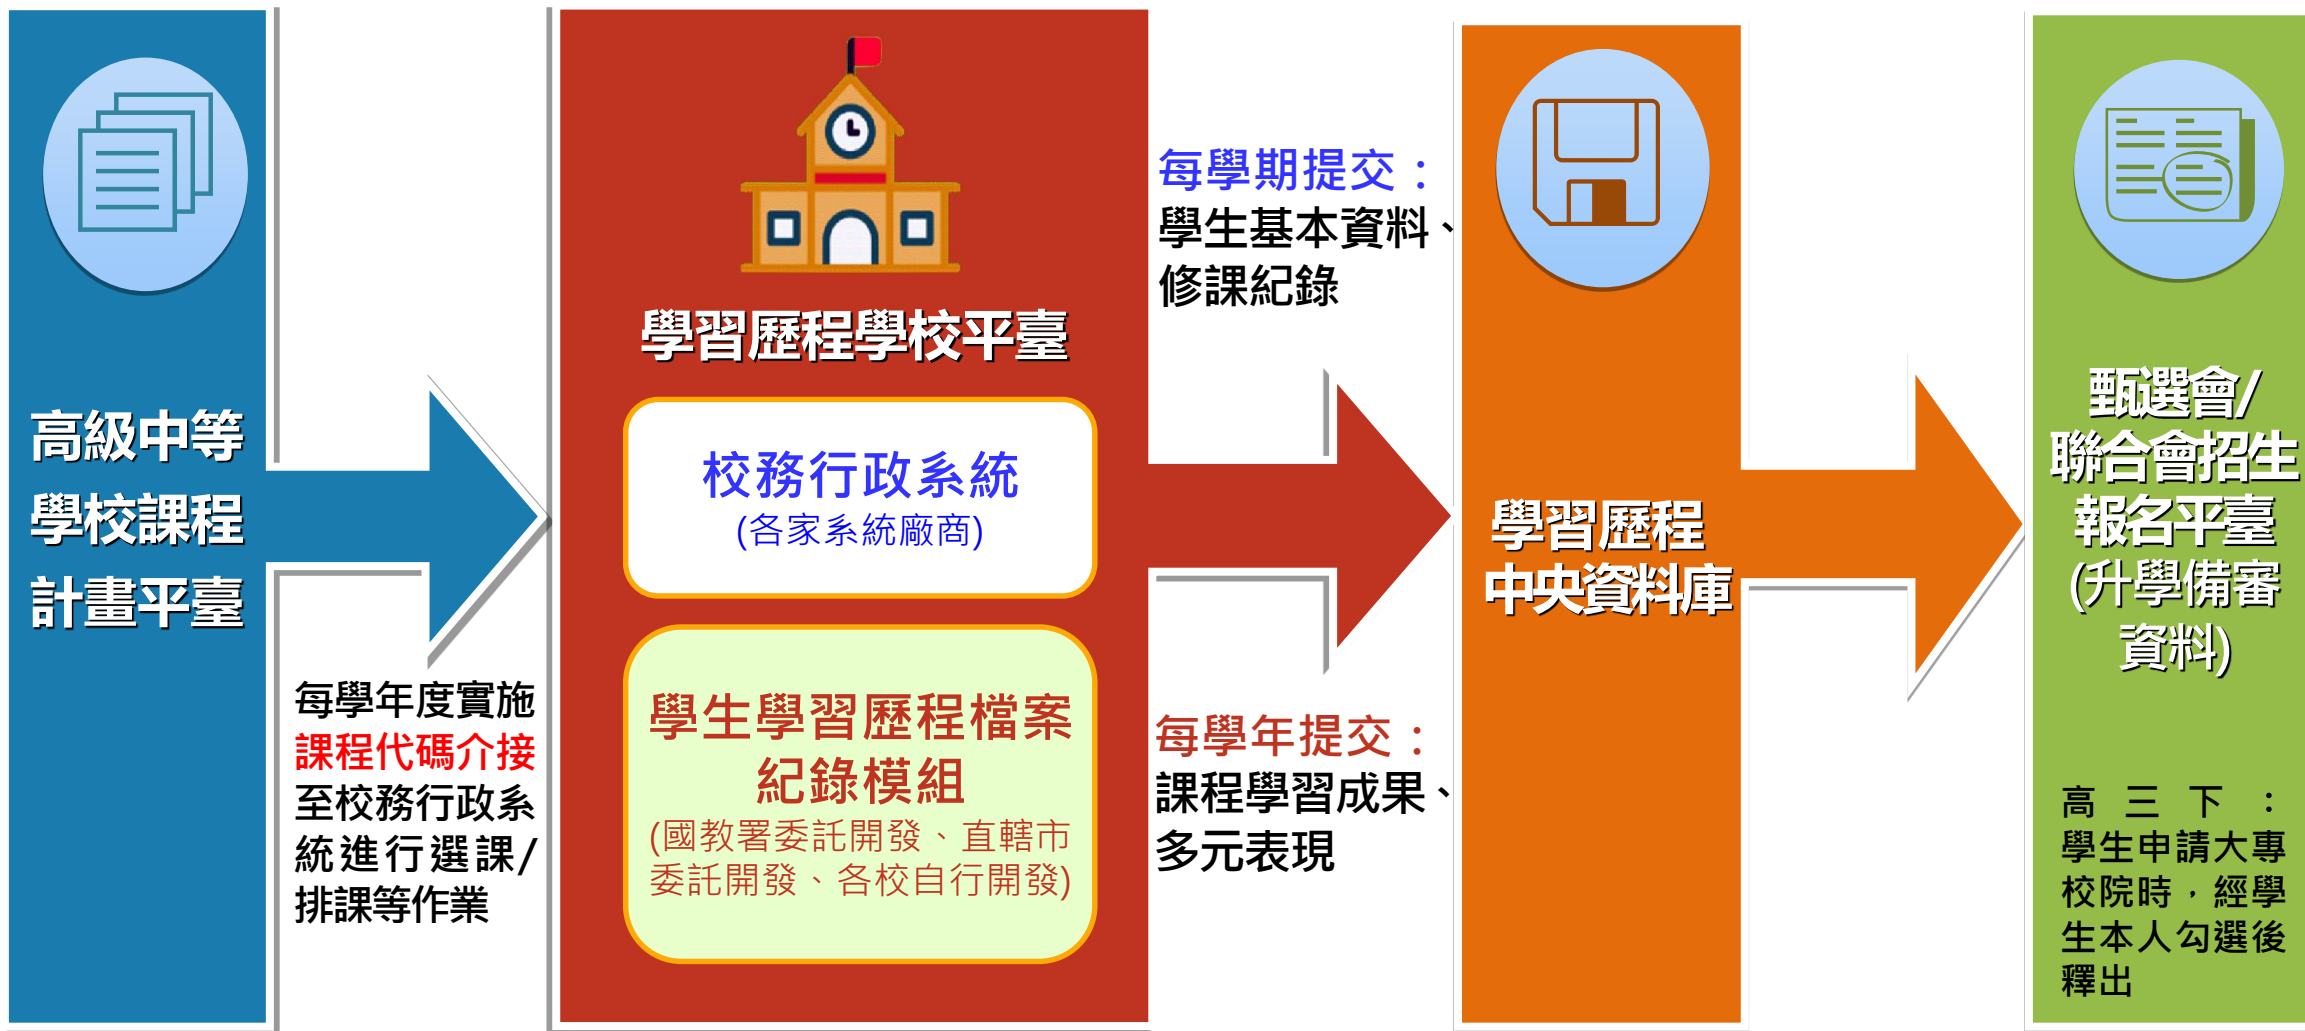 高級中等
學校課程
計畫平臺
每學年度實施
課程代碼介接
至校務行政系
統進行選課/
排課等作業
學習歷程學校平臺
校務行政系統
(各家系統廠商)
學生學習歷程檔案
紀錄模組
(國教署委託開發、直轄市
委託開發、各校自行開發)
每學期提交：
學生基本資料、
修課紀錄
每學年提交：
課程學習成果、
多元表現
學習歷程
中央資料庫
甄選會/
聯合會招生
報名平臺
(升學備審
資料)
高三下：
學生申請大專
校院時，經學
生本人勾選後
釋出